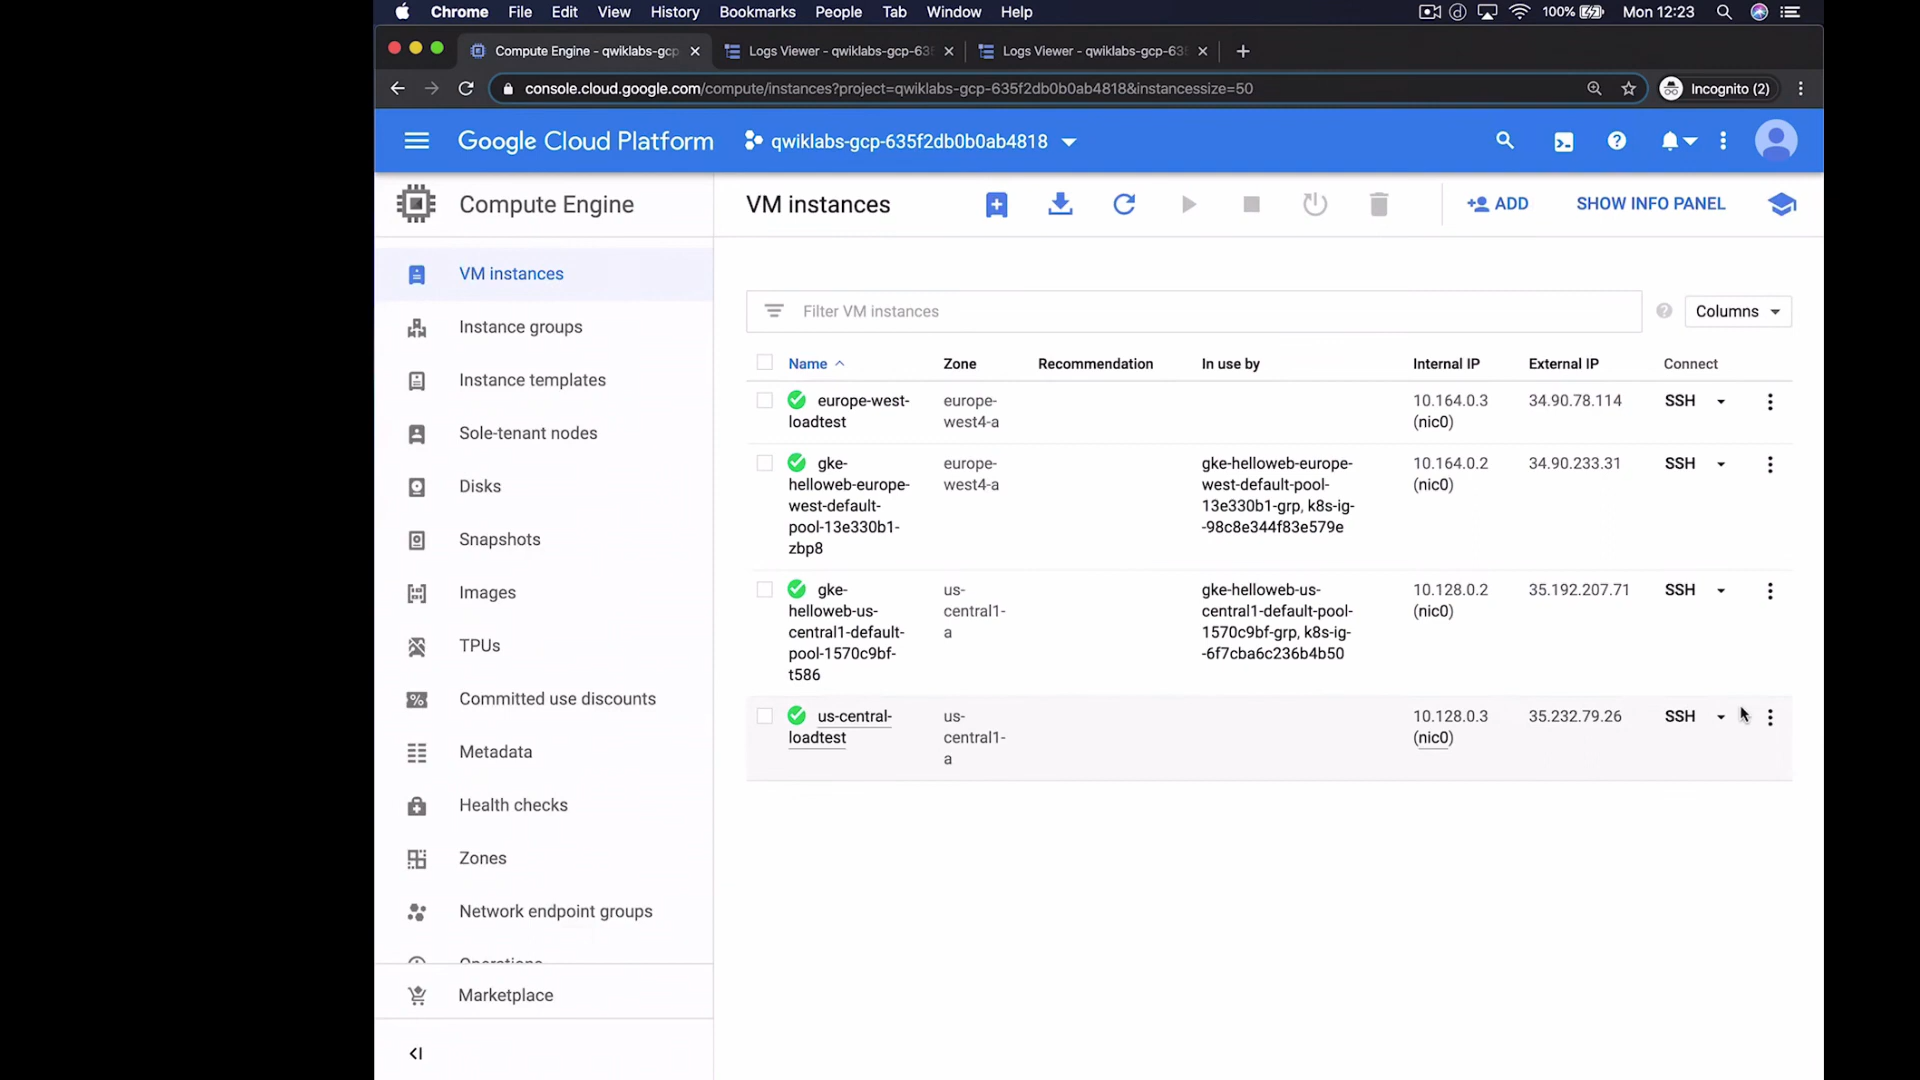 Chrome File Edit View History Bookmarks People Tab Window Help 100% Mon 12:23
Compute Engine - qwiklabs-gcp Logs Viewer - qwiklabs-gcp-63 Logs Viewer - qwiklabs-gcp-63
console.cloud.google.com/compute/instances?project=qwiklabs-gcp-635f2db0b0ab4818&instancessize=50 Incognito (2)
Google Cloud Platform qwiklabs-gcp-635f2db0b0ab4818
Compute Engine
VM instances
ADD SHOW INFO PANEL
VM instances
Instance groups
Instance templates
Sole-tenant nodes
Disks
Snapshots
Images
TPUs
Committed use discounts
Metadata
Health checks
Zones
Network endpoint groups
Operations
Marketplace
Filter VM instances Columns
Name Zone Recommendation In use by Internal IP External IP Connect
europe-west- europe- 10.164.0.3 34.90.78.114 SSH
loadtest west4-a (nic0)
gke- europe- gke-helloweb-europe- 10.164.0.2 34.90.233.31 SSH
helloweb-europe- west4-a west-default-pool- (nic0)
west-default- 13e330b1-grp, k8s-ig-
pool-13e330b1- -98c8e344f83e579e
zbp8
gke- us- gke-helloweb-us- 10.128.0.2 35.192.207.71 SSH
helloweb-us- central1- central1-default-pool- (nic0)
central1-default- a 1570c9bf-grp, k8s-ig-
pool-1570c9bf- -6f7cba6c236b4b50
t586
us-central- us- 10.128.0.3 35.232.79.26 SSH
loadtest central1- (nic0)
a